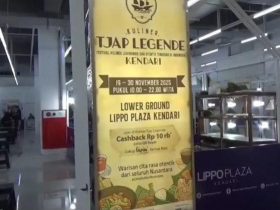 KULINER
TJAP LEGENDE
KENDARI
16 - 30 NOVEMBER 2025
PUKUL 10.00 - 22.00 WITA
LOWER GROUND
LIPPO PLAZA KENDARI
Cashback Rp 10 rb
Warisan cita rasa otentik
dari seluruh Nusantara
LIPPO PLAZA
KENDARI